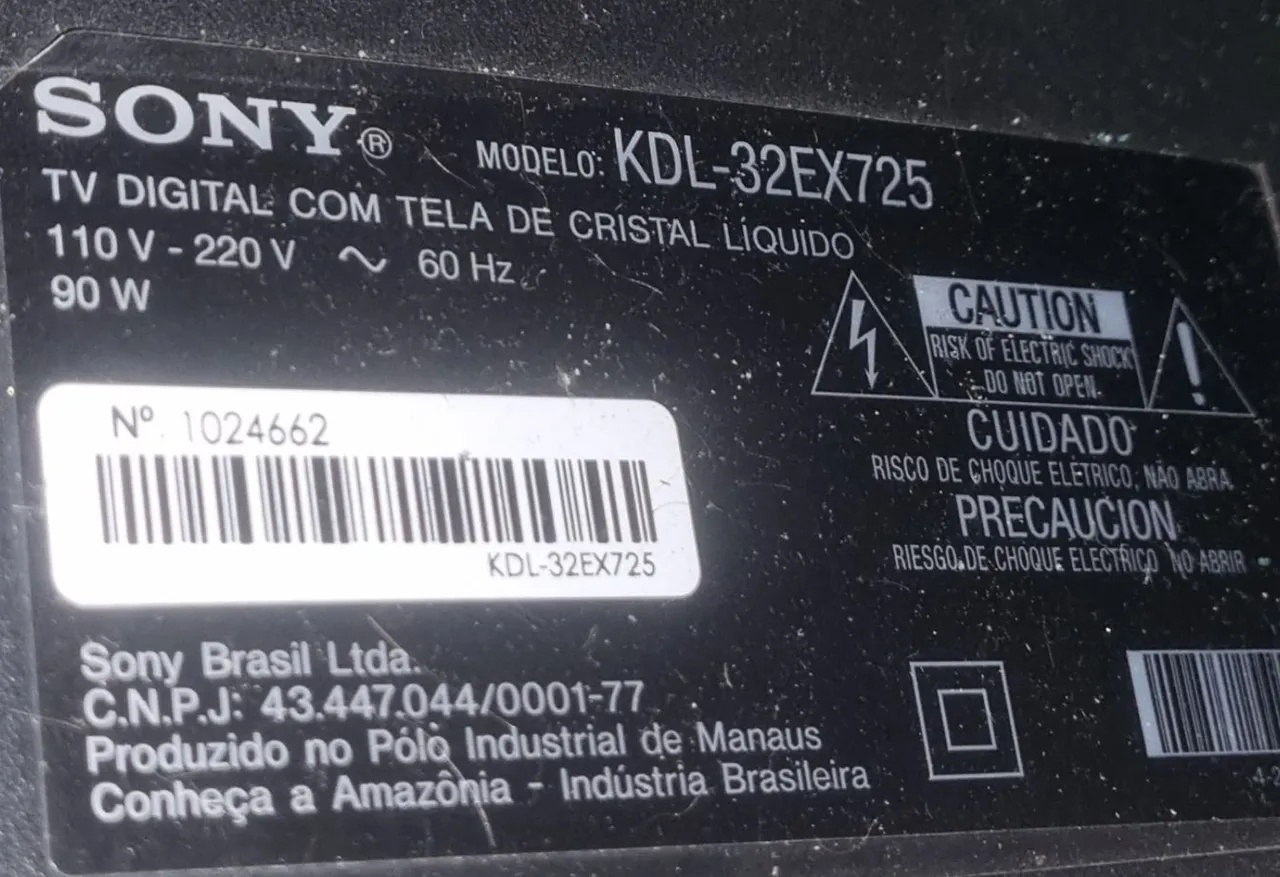 SONY®
MODELO: KDL-32EX725
TV DIGITAL COM TELA DE CRISTAL LÍQUIDO
110 V - 220 V ∿ 60 Hz
90 W
CAUTION
RISK OF ELECTRIC SHOCK
DO NOT OPEN.
CUIDADO
RISCO DE CHOQUE ELÉTRICO, NÃO ABRA.
PRECAUCION
RIESGO DE CHOQUE ELECTRICO NO ABRIR
Nº 1024662
KDL-32EX725
Sony Brasil Ltda.
C.N.P.J: 43.447.044/0001-77
Produzido no Pólo Industrial de Manaus
Conheça a Amazônia - Indústria Brasileira